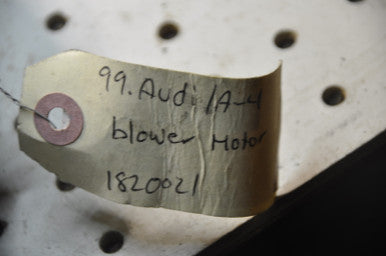 99. Audi /A-4
blower Motor
1820021